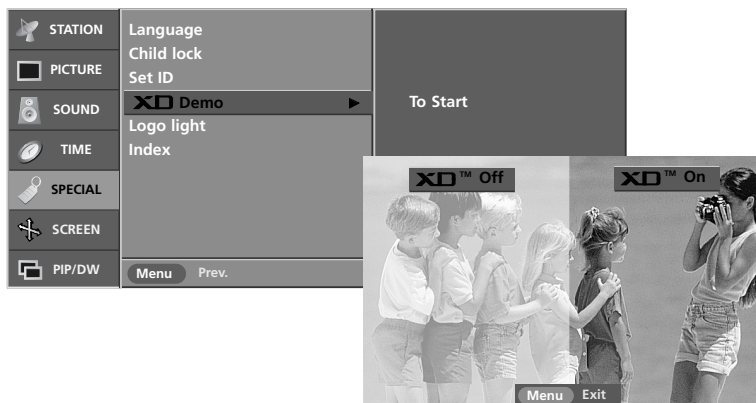 STATION
PICTURE
SOUND
TIME
SPECIAL
SCREEN
PIP/DW
Language
Child lock
Set ID
XD Demo ►
Logo light
Index
To Start
Menu Prev.
XD™ Off
XD™ On
Menu Exit